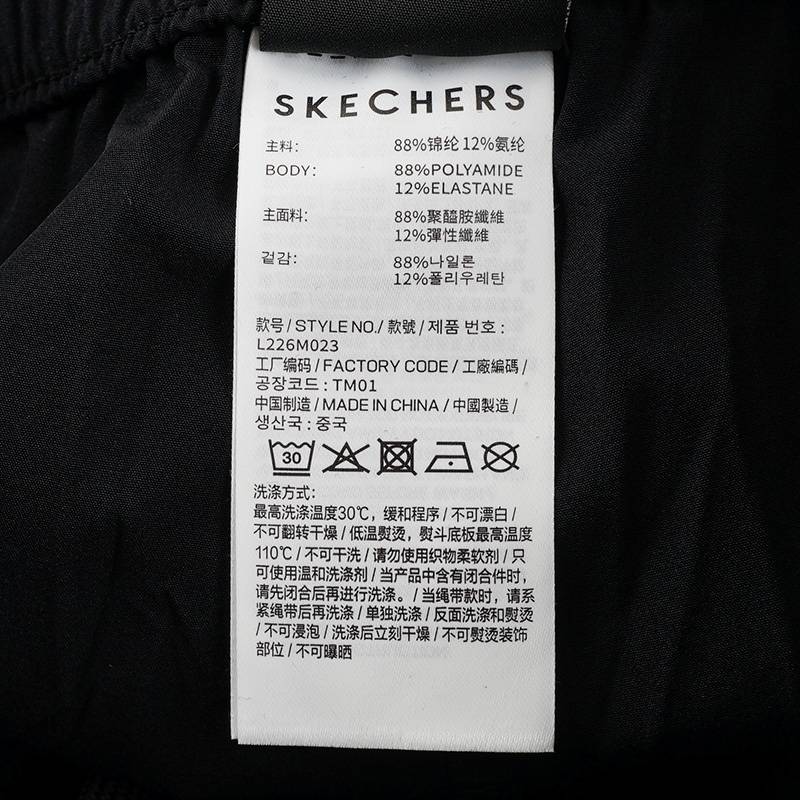 SKECHERS
主料: 88%锦纶 12%氨纶
BODY: 88%POLYAMIDE
12%ELASTANE
主面料: 88%聚醯胺纖維
12%彈性纖維
겉감: 88%나일론
12%폴리우레탄
款号 / STYLE NO./ 款號 / 제품 번호 :
L226M023
工厂编码 / FACTORY CODE / 工廠編碼 /
공장코드 : TM01
中国制造 / MADE IN CHINA / 中國製造 /
생산국 : 중국
30
洗涤方式:
最高洗涤温度30℃，缓和程序 / 不可漂白 /
不可翻转干燥 / 低温熨烫，熨斗底板最高温度
110℃ / 不可干洗 / 请勿使用织物柔软剂 / 只
可使用温和洗涤剂 / 当产品中含有闭合件时，
请先闭合后再进行洗涤。 / 当绳带款时，请系
紧绳带后再洗涤 / 单独洗涤 / 反面洗涤和熨烫
/ 不可浸泡 / 洗涤后立刻干燥 / 不可熨烫装饰
部位 / 不可曝晒